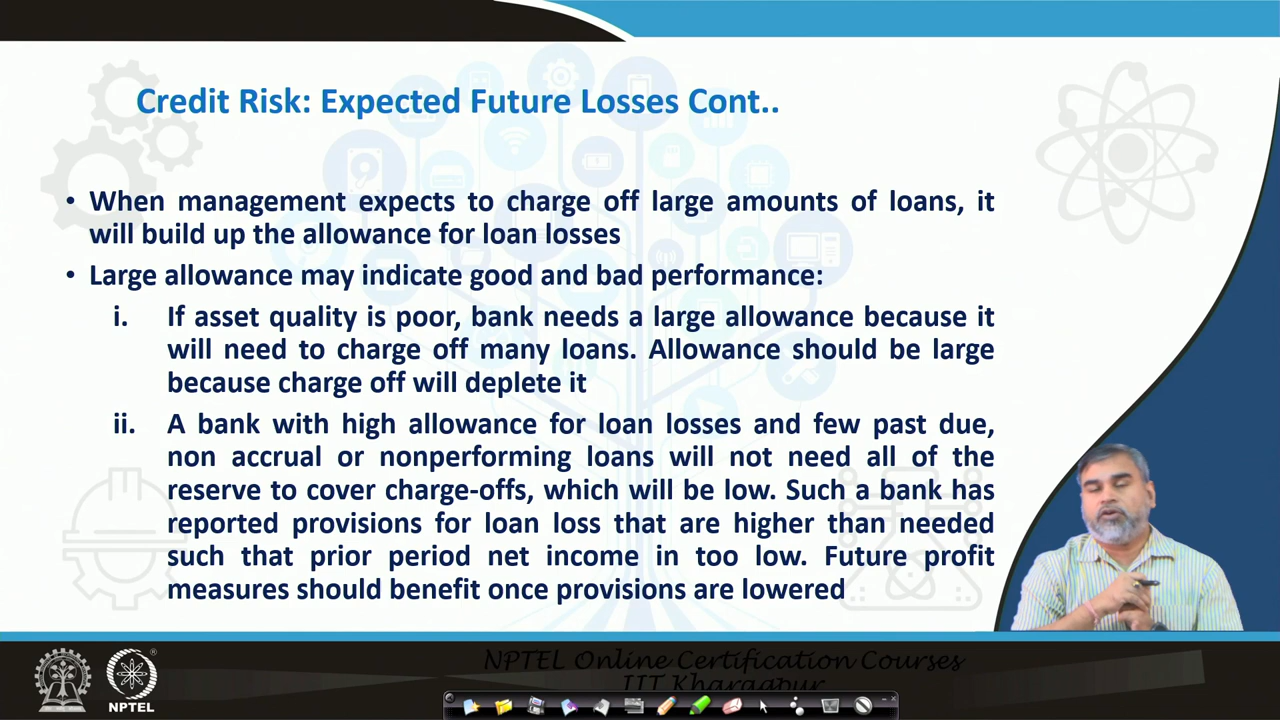 Credit Risk: Expected Future Losses Cont..
• When management expects to charge off large amounts of loans, it
will build up the allowance for loan losses
• Large allowance may indicate good and bad performance:
i. If asset quality is poor, bank needs a large allowance because it
will need to charge off many loans. Allowance should be large
because charge off will deplete it
ii. A bank with high allowance for loan losses and few past due,
non accrual or nonperforming loans will not need all of the
reserve to cover charge-offs, which will be low. Such a bank has
reported provisions for loan loss that are higher than needed
such that prior period net income in too low. Future profit
measures should benefit once provisions are lowered
NPTEL Online Certification Courses
IIT Kharagpur
NPTEL